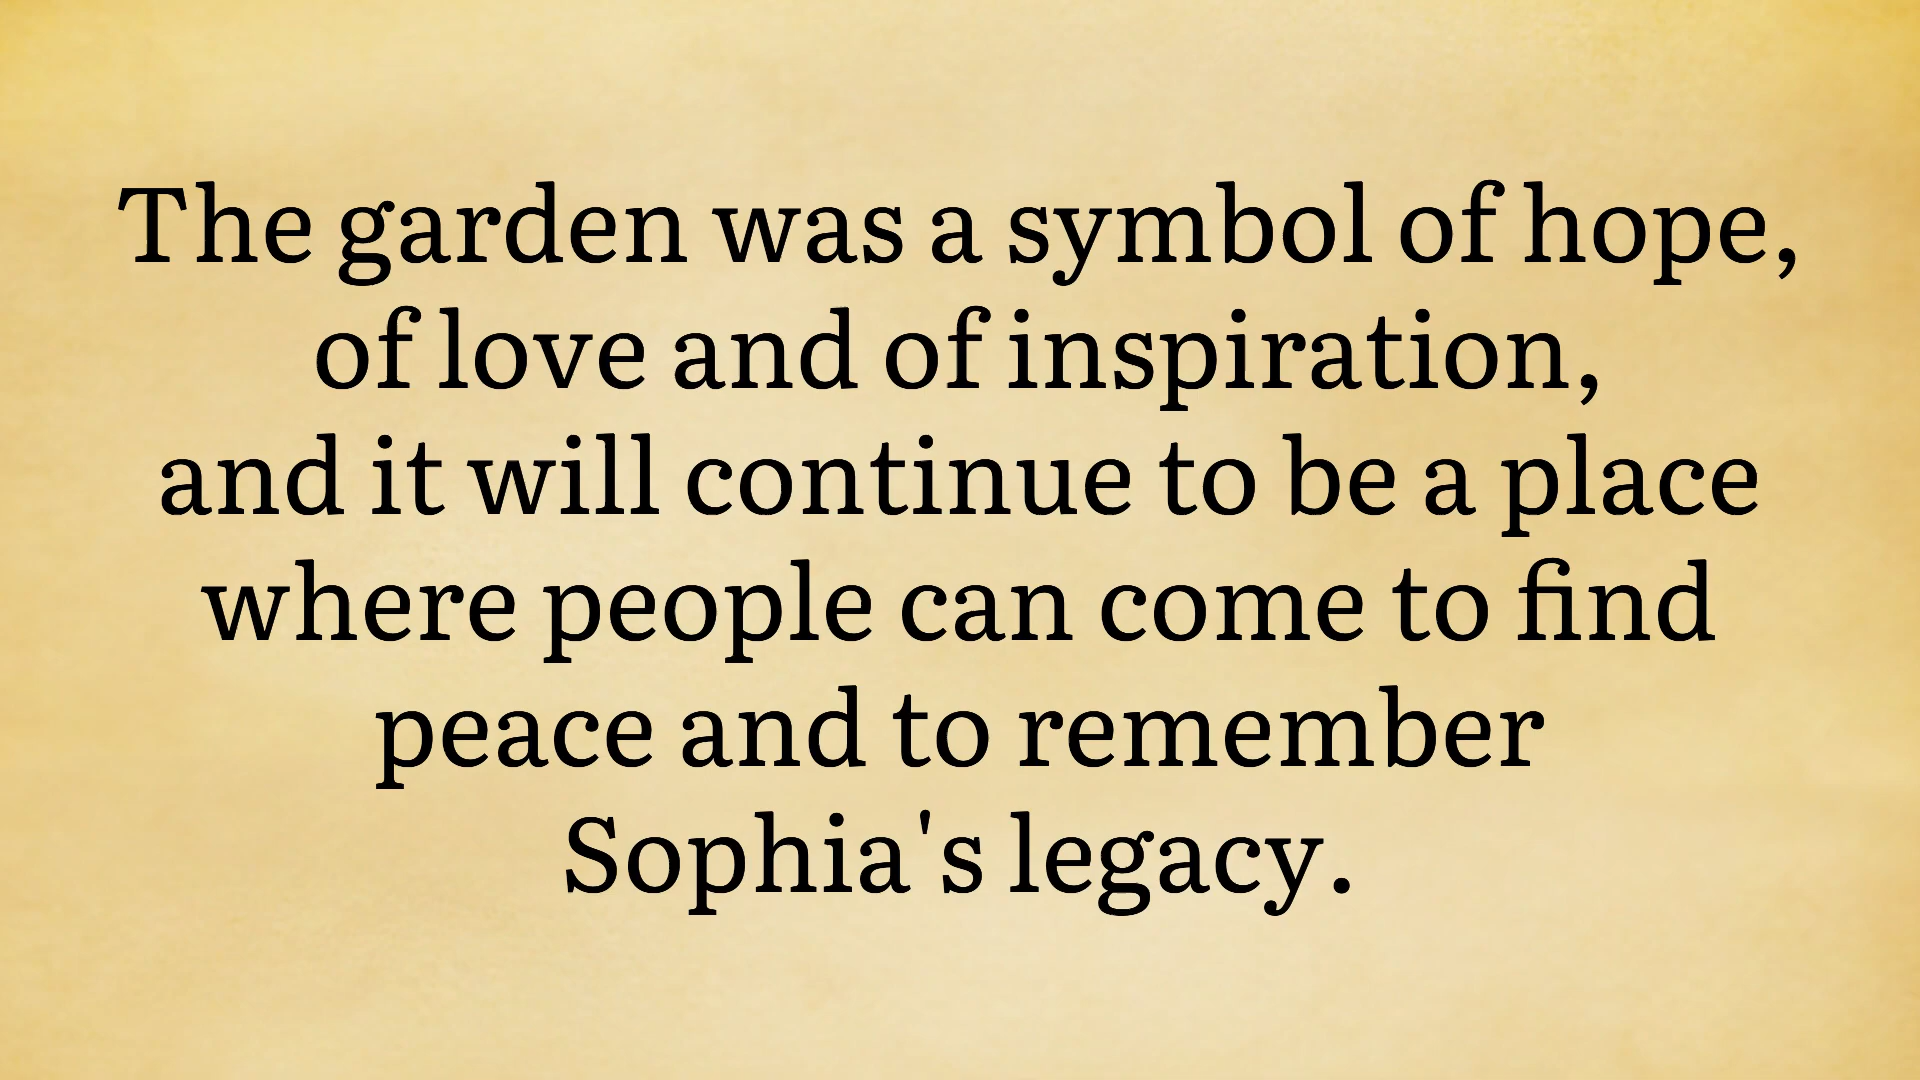 The garden was a symbol of hope,
of love and of inspiration,
and it will continue to be a place
where people can come to find
peace and to remember
Sophia's legacy.